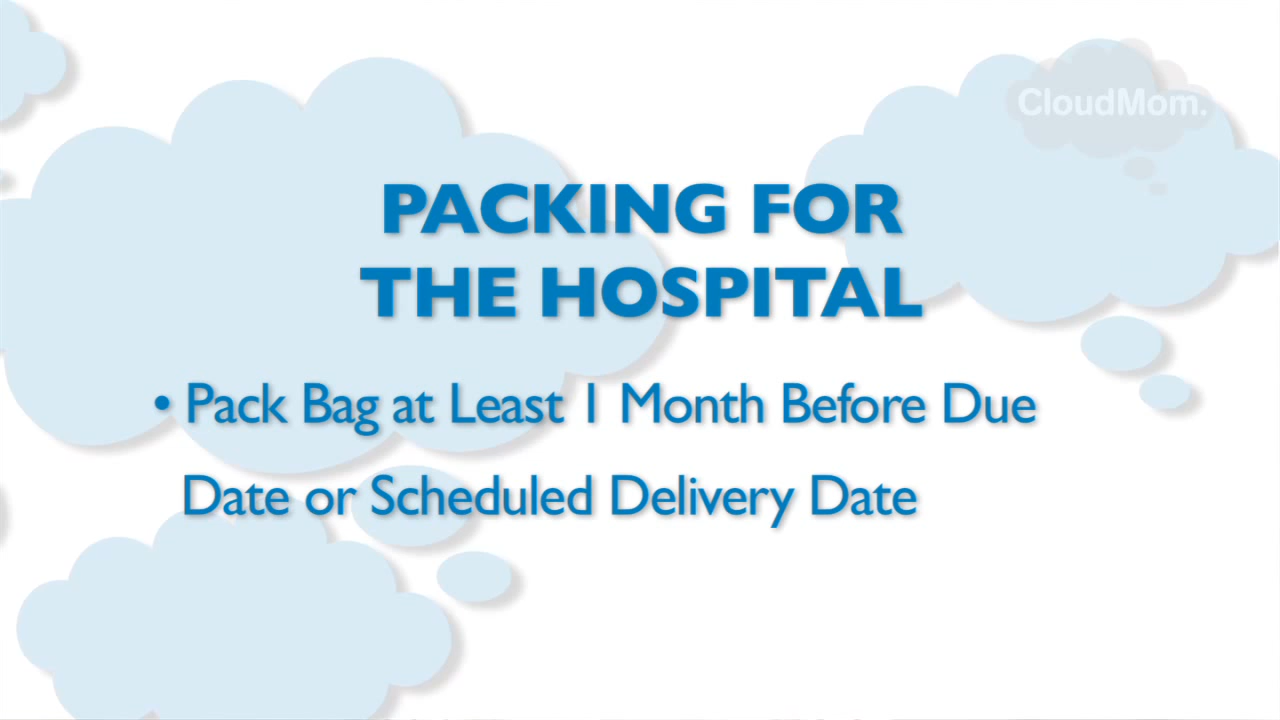 CloudMom.
PACKING FOR
THE HOSPITAL
• Pack Bag at Least 1 Month Before Due
Date or Scheduled Delivery Date